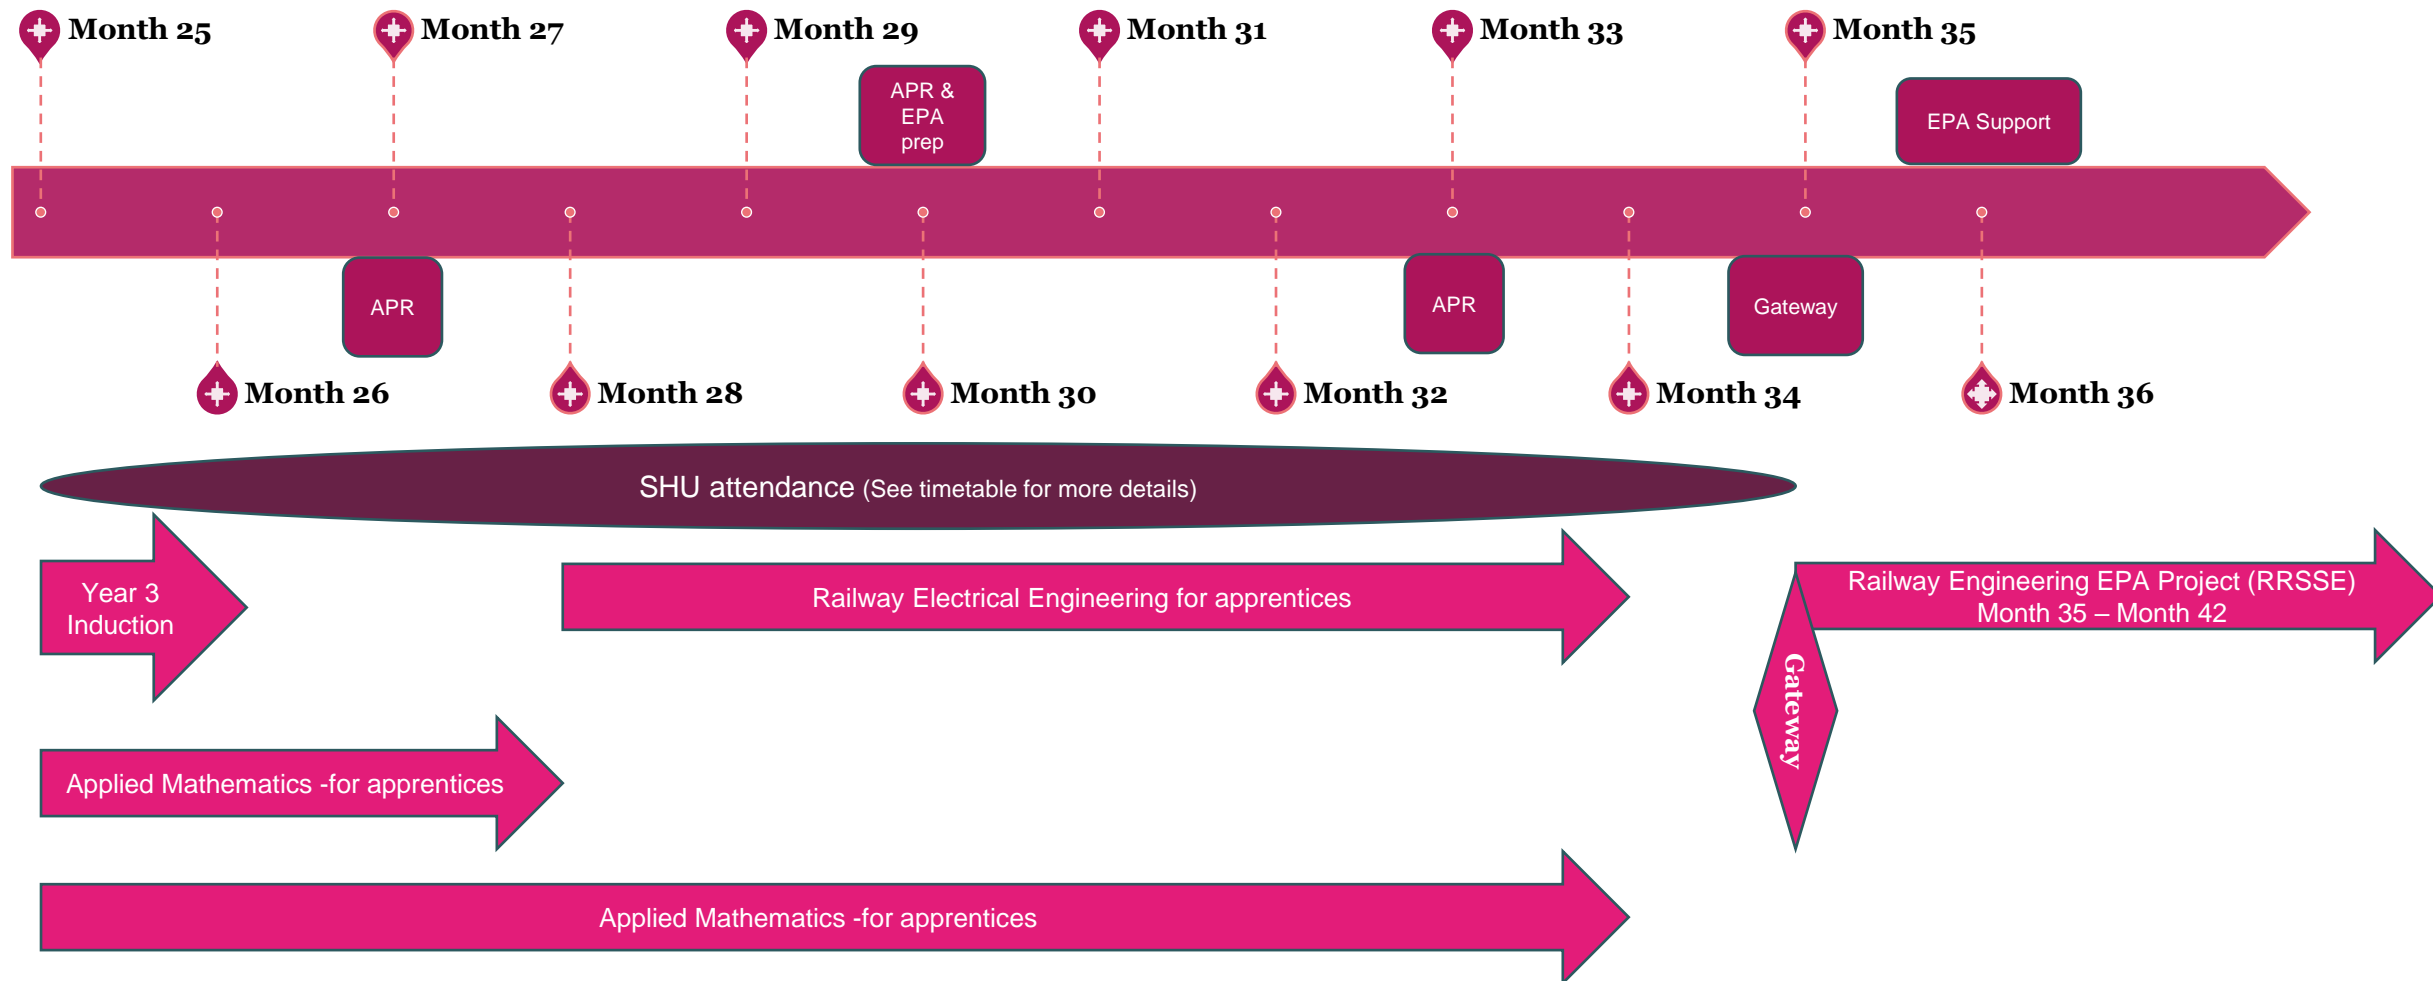 Month 25
Month 27
Month 29
Month 31
Month 33
Month 35
APR &
EPA
prep
EPA Support
APR
APR
Gateway
Month 26
Month 28
Month 30
Month 32
Month 34
Month 36
SHU attendance (See timetable for more details)
Year 3
Induction
Railway Electrical Engineering for apprentices
Railway Engineering EPA Project (RRSSE)
Month 35 – Month 42
Gateway
Applied Mathematics -for apprentices
Applied Mathematics -for apprentices